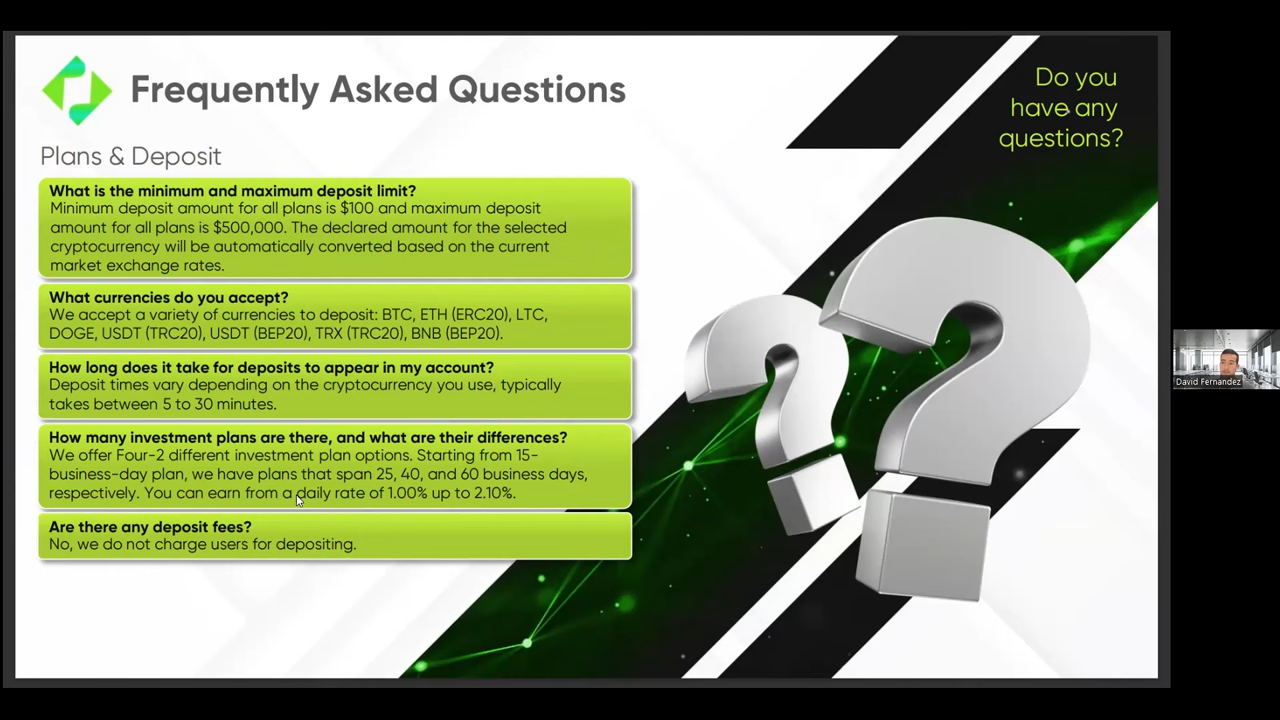 Frequently Asked Questions
Do you
have any
questions?
Plans & Deposit
What is the minimum and maximum deposit limit?
Minimum deposit amount for all plans is $100 and maximum deposit
amount for all plans is $500,000. The declared amount for the selected
cryptocurrency will be automatically converted based on the current
market exchange rates.
What currencies do you accept?
We accept a variety of currencies to deposit: BTC, ETH (ERC20), LTC,
DOGE, USDT (TRC20), USDT (BEP20), TRX (TRC20), BNB (BEP20).
How long does it take for deposits to appear in my account?
Deposit times vary depending on the cryptocurrency you use, typically
takes between 5 to 30 minutes.
How many investment plans are there, and what are their differences?
We offer Four-2 different investment plan options. Starting from 15-
business-day plan, we have plans that span 25, 40, and 60 business days,
respectively. You can earn from a daily rate of 1.00% up to 2.10%.
Are there any deposit fees?
No, we do not charge users for depositing.
David Fernandez